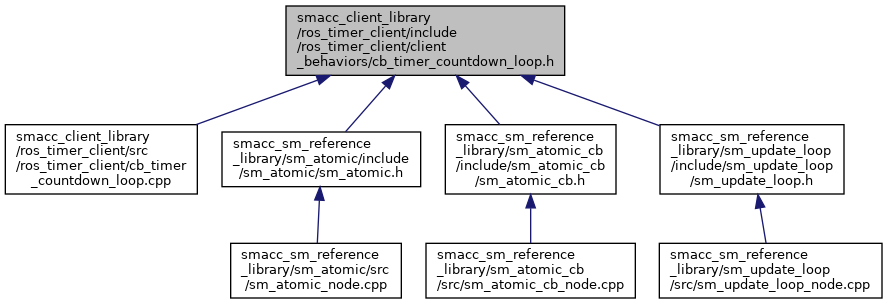 smacc_client_library
/ros_timer_client/include
/ros_timer_client/client
_behaviors/cb_timer_countdown_loop.h
smacc_client_library
/ros_timer_client/src
/ros_timer_client/cb_timer
_countdown_loop.cpp
smacc_sm_reference
_library/sm_atomic/include
/sm_atomic/sm_atomic.h
smacc_sm_reference
_library/sm_atomic_cb
/include/sm_atomic_cb
/sm_atomic_cb.h
smacc_sm_reference
_library/sm_update_loop
/include/sm_update_loop
/sm_update_loop.h
smacc_sm_reference
_library/sm_atomic/src
/sm_atomic_node.cpp
smacc_sm_reference
_library/sm_atomic_cb
/src/sm_atomic_cb_node.cpp
smacc_sm_reference
_library/sm_update_loop
/src/sm_update_loop_node.cpp